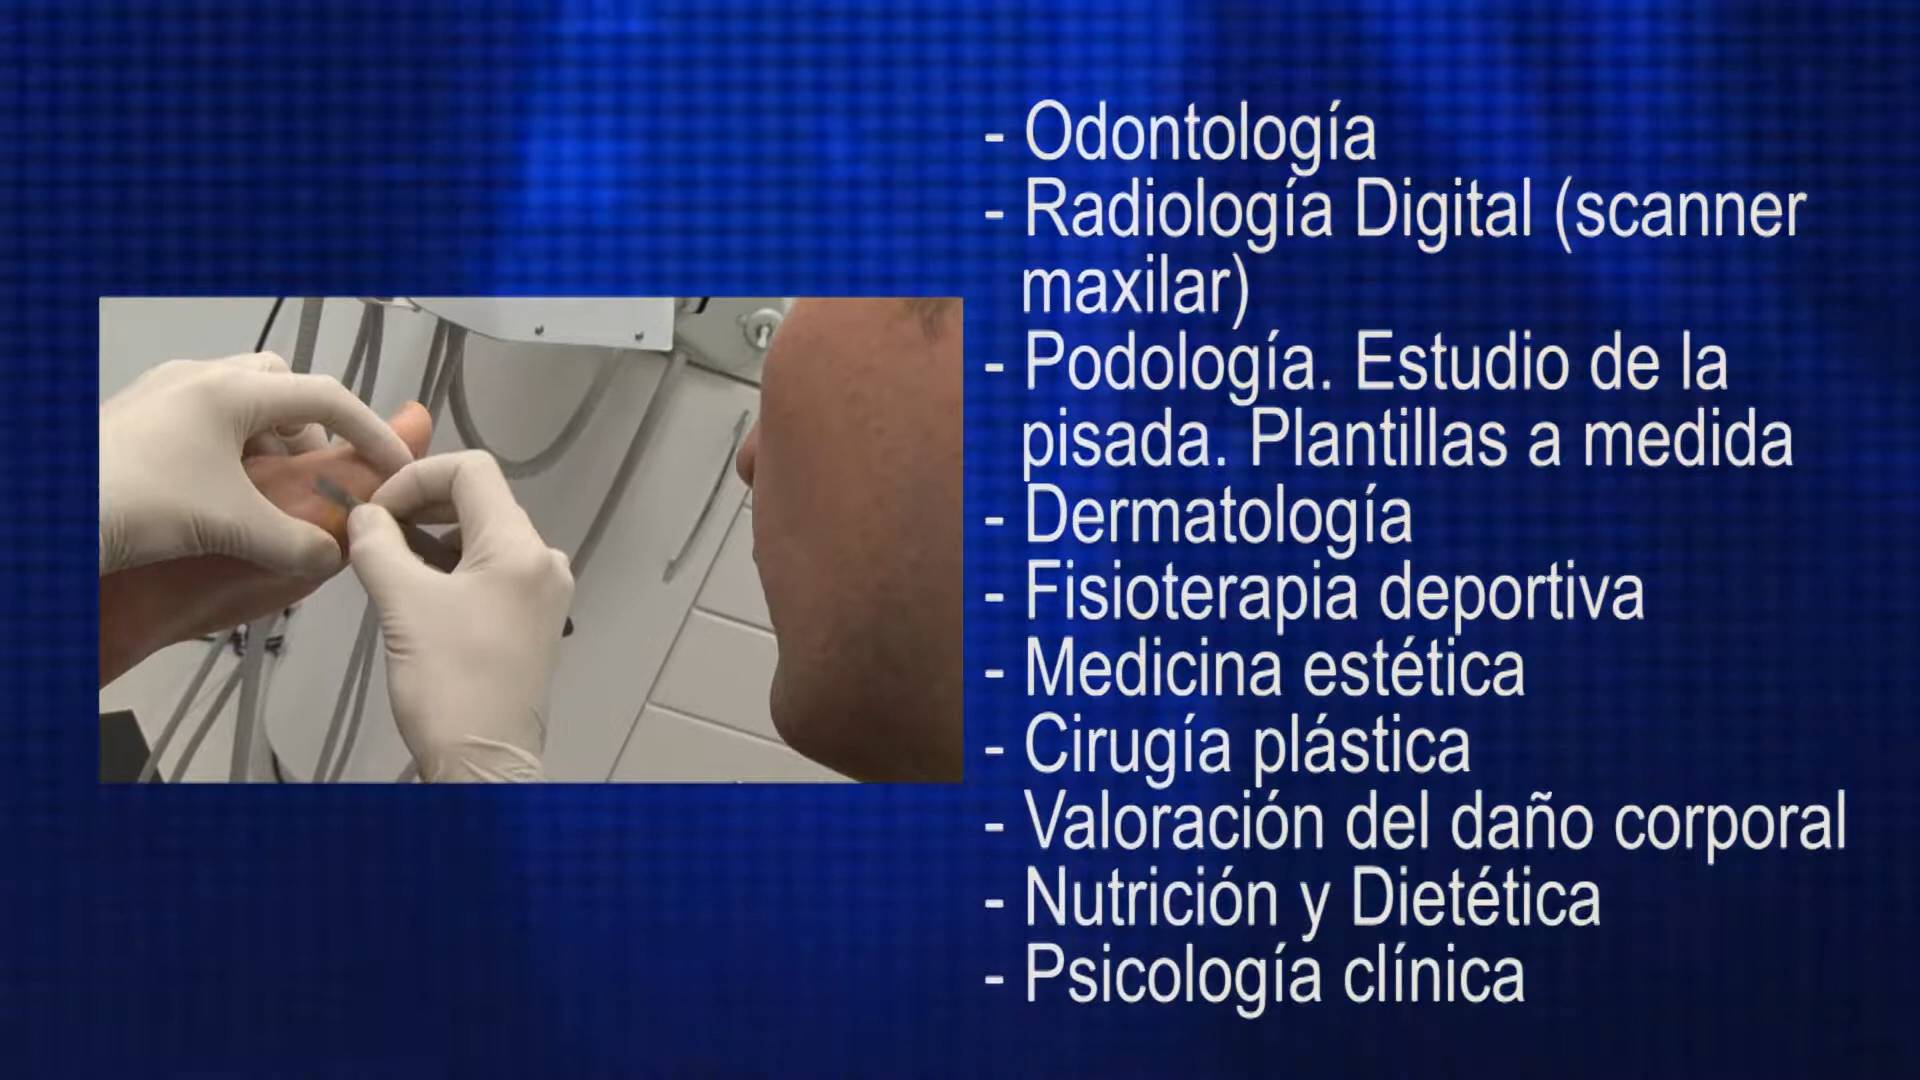 - Odontología
- Radiología Digital (scanner
maxilar)
- Podología. Estudio de la
pisada. Plantillas a medida
- Dermatología
- Fisioterapia deportiva
- Medicina estética
- Cirugía plástica
- Valoración del daño corporal
- Nutrición y Dietética
- Psicología clínica